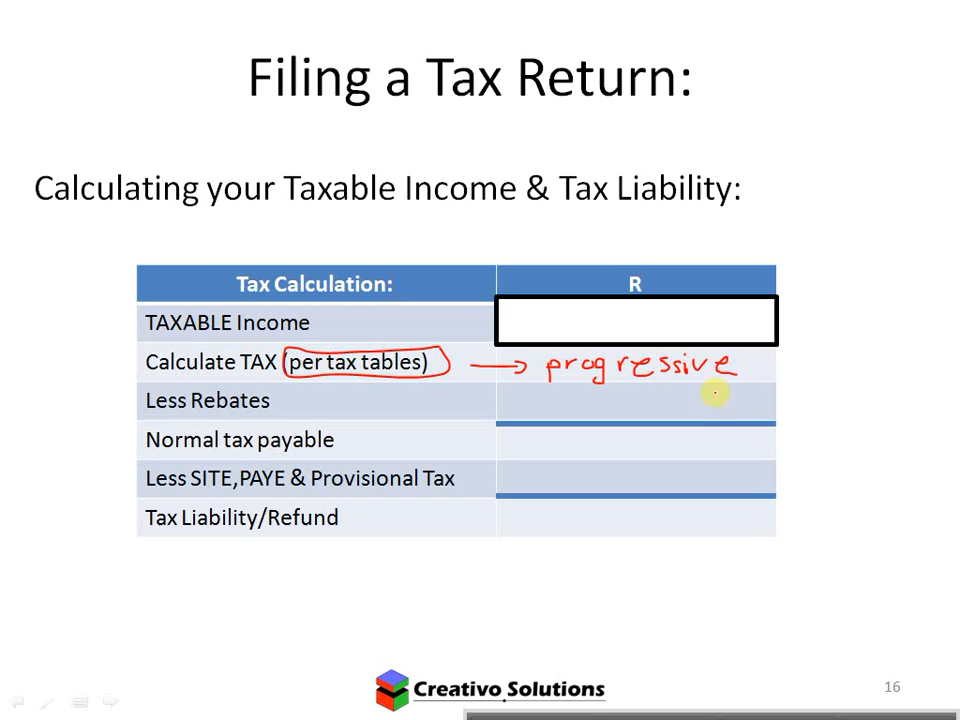 Filing a Tax Return:
Calculating your Taxable Income & Tax Liability:
Tax Calculation: R
TAXABLE Income
Calculate TAX (per tax tables) progressive
Less Rebates
Normal tax payable
Less SITE,PAYE & Provisional Tax
Tax Liability/Refund
Creativo Solutions
16